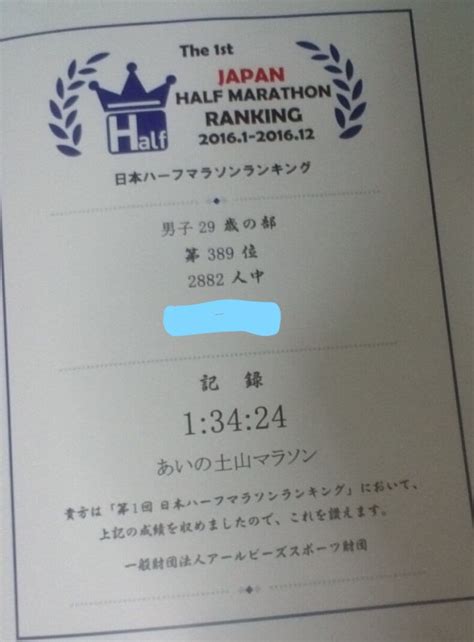 The 1st
JAPAN
HALF MARATHON
RANKING
2016.1-2016.12
Half
日本ハーフマラソンランキング
男子 29 歳の部
第 389 位
2882 人中
記 録
1:34:24
あいの土山マラソン
貴方は「第1回 日本ハーフマラソンランキング」において、
上記の成績を収めましたので、これを讃えます。
一般財団法人アールビーズスポーツ財団